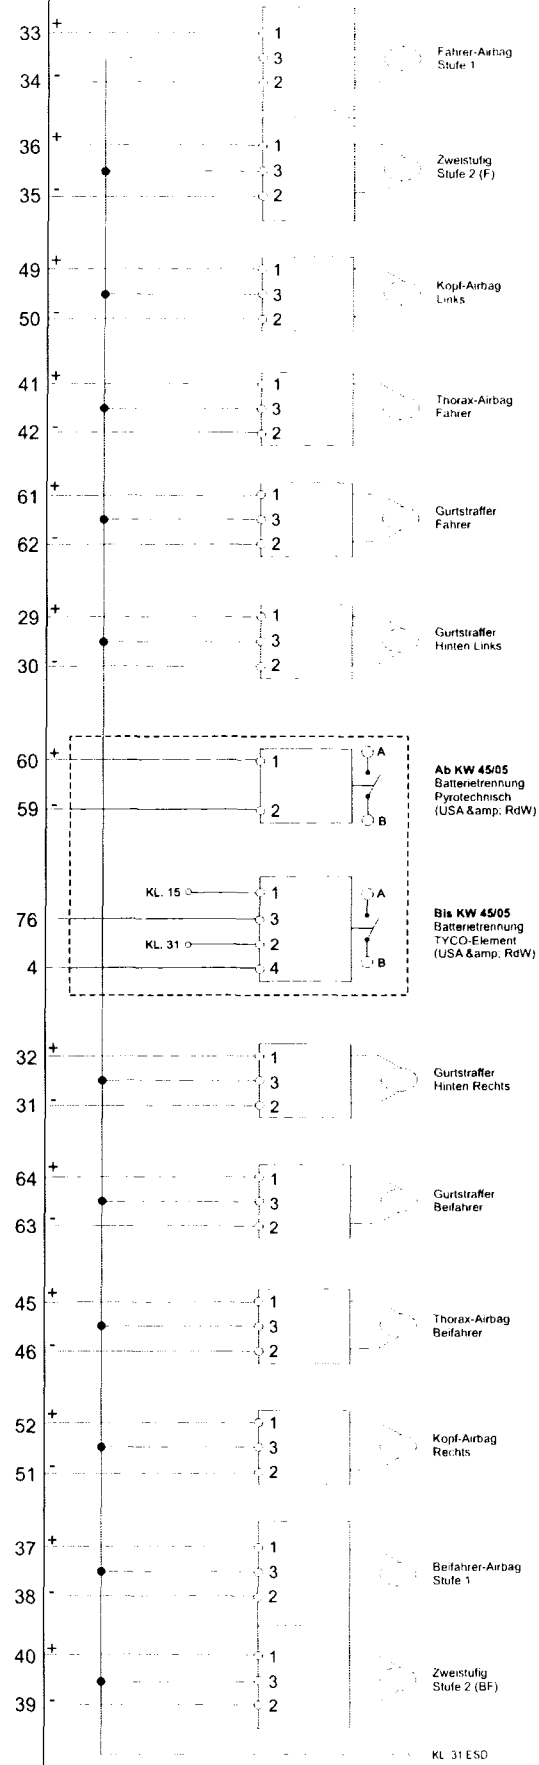 33 + 1
3 Fahrer-Airbag
Stufe 1
34 - 2
36 + 1
3 Zweistufig
Stufe 2 (F)
35 - 2
49 + 1
3 Kopf-Airbag
Links
50 - 2
41 + 1
3 Thorax-Airbag
Fahrer
42 - 2
61 + 1
3 Gurtstraffer
Fahrer
62 - 2
29 + 1
3 Gurtstraffer
Hinten Links
30 - 2
60 + 1 A
Ab KW 45/05
Batterietrennung
Pyrotechnisch
(USA &amp; RdW)
59 - 2 B
KL. 15 1 A
76 3
Bis KW 45/05
Batterietrennung
TYCO-Element
(USA &amp; RdW)
KL. 31 2
4 4 B
32 + 1
3 Gurtstraffer
Hinten Rechts
31 - 2
64 + 1
3 Gurtstraffer
Beifahrer
63 - 2
45 + 1
3 Thorax-Airbag
Beifahrer
46 - 2
52 + 1
3 Kopf-Airbag
Rechts
51 - 2
37 + 1
3 Beifahrer-Airbag
Stufe 1
38 - 2
40 + 1
3 Zweistufig
Stufe 2 (BF)
39 - 2
KL 31 ESD